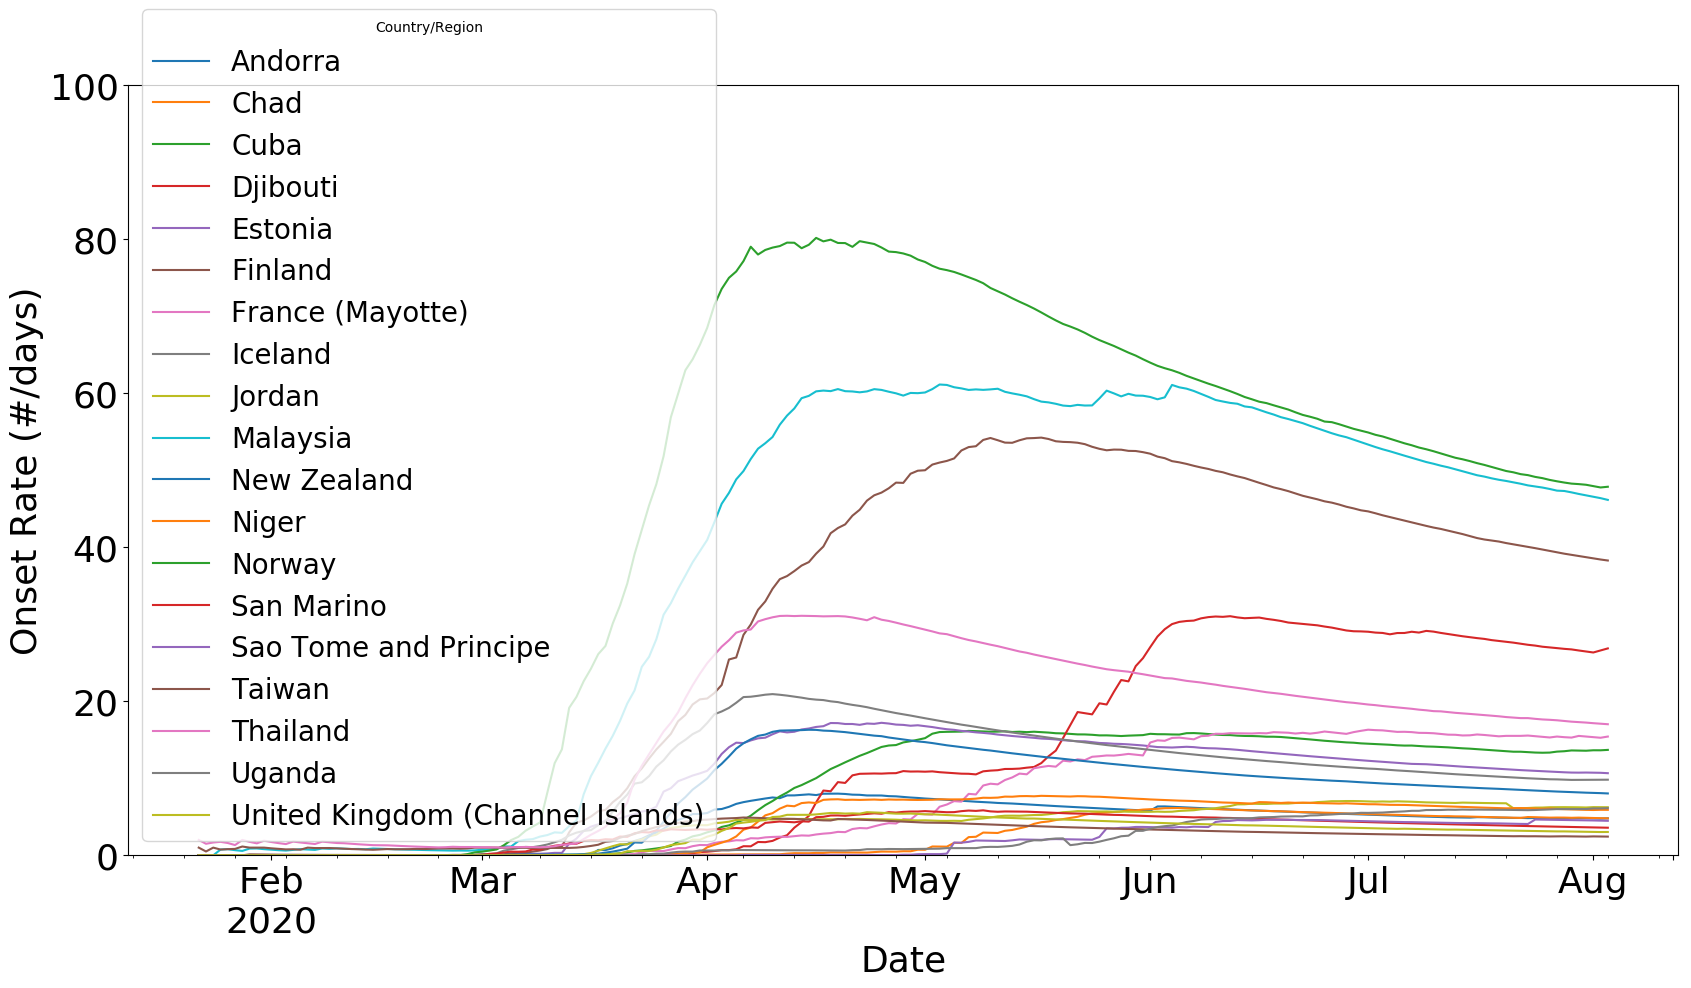 Country/Region
Andorra
Chad
Cuba
Djibouti
Estonia
Finland
France (Mayotte)
Iceland
Jordan
Malaysia
New Zealand
Niger
Norway
San Marino
Sao Tome and Principe
Taiwan
Thailand
Uganda
United Kingdom (Channel Islands)
100
80
60
40
20
0
Onset Rate (#/days)
Feb Mar Apr May Jun Jul Aug
2020
Date